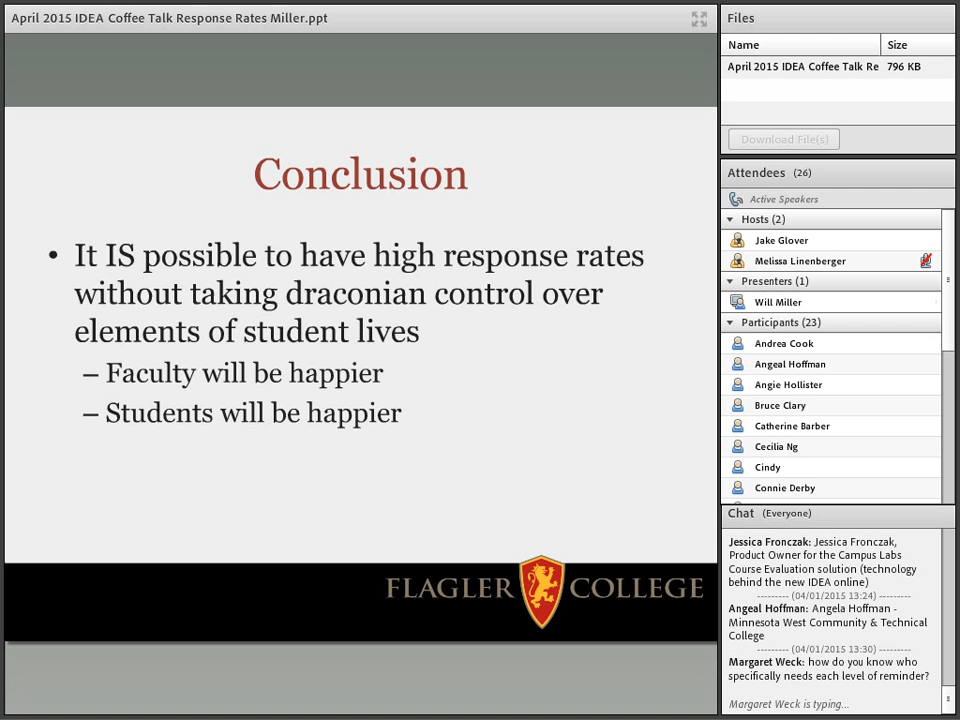 April 2015 IDEA Coffee Talk Response Rates Miller.ppt
Conclusion
• It IS possible to have high response rates
without taking draconian control over
elements of student lives
– Faculty will be happier
– Students will be happier
FLAGLER COLLEGE
Files
Name Size
April 2015 IDEA Coffee Talk Re 796 KB
Download File(s)
Attendees (26)
Active Speakers
Hosts (2)
Jake Glover
Melissa Linenberger
Presenters (1)
Will Miller
Participants (23)
Andrea Cook
Angeal Hoffman
Angie Hollister
Bruce Clary
Catherine Barber
Cecilia Ng
Cindy
Connie Derby
Chat (Everyone)
Jessica Fronczak: Jessica Fronczak,
Product Owner for the Campus Labs
Course Evaluation solution (technology
behind the new IDEA online)
--------- (04/01/2015 13:24) ---------
Angeal Hoffman: Angela Hoffman -
Minnesota West Community & Technical
College
--------- (04/01/2015 13:30) ---------
Margaret Weck: how do you know who
specifically needs each level of reminder?
Margaret Weck is typing...